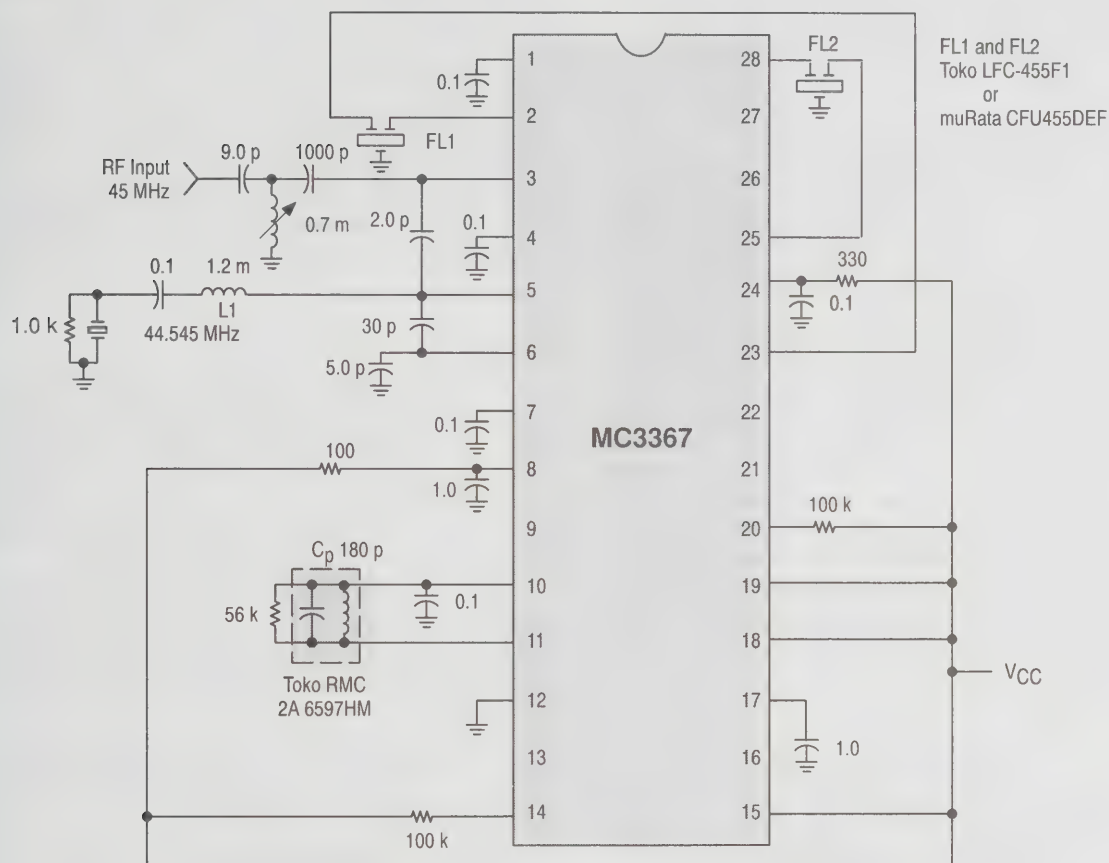 FL1 and FL2
Toko LFC-455F1
or
muRata CFU455DEF
FL2
FL1
0.1
RF Input
45 MHz
9.0 p
1000 p
0.7 m
2.0 p
0.1
0.1
1.2 m
L1
44.545 MHz
1.0 k
30 p
5.0 p
0.1
100
1.0
Cp 180 p
56 k
0.1
Toko RMC
2A 6597HM
100 k
1
2
3
4
5
6
7
8
9
10
11
12
13
14
MC3367
28
27
26
25
24
23
22
21
20
19
18
17
16
15
330
0.1
100 k
VCC
1.0